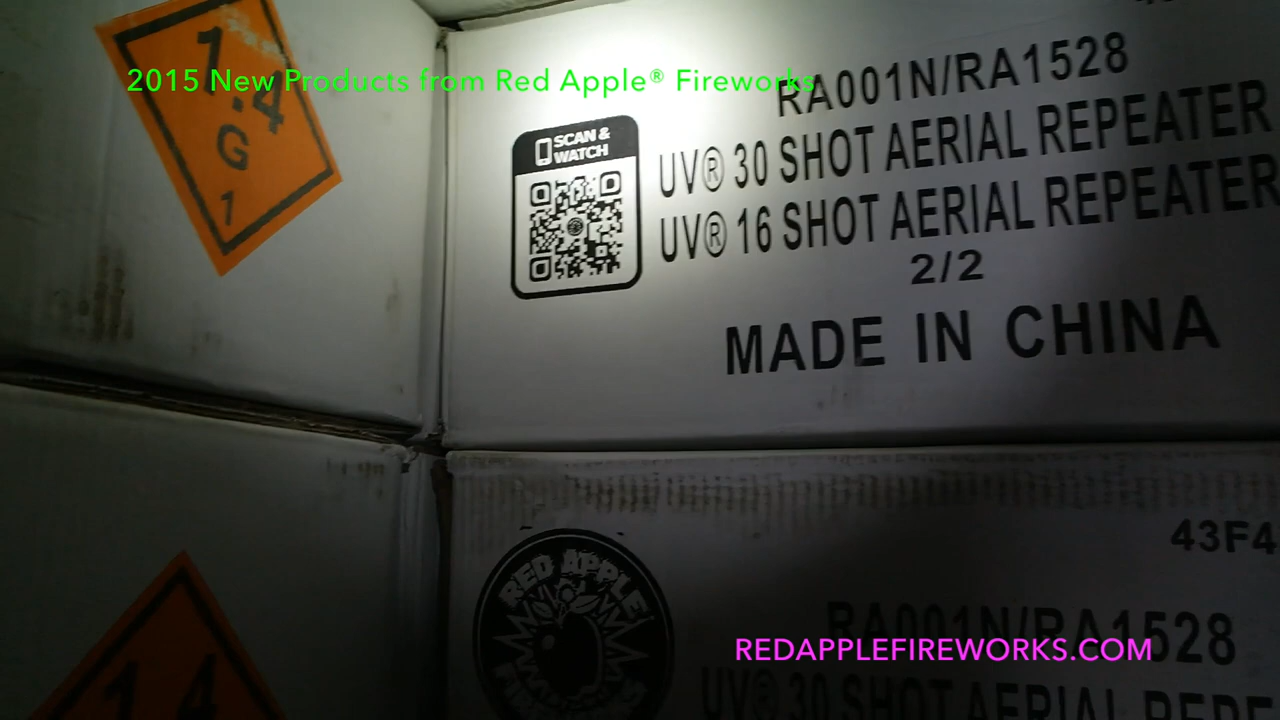 2015 New Products from Red Apple® Fireworks
1.4
G
1
SCAN &
WATCH
RA001N/RA1528
UV® 30 SHOT AERIAL REPEATER
UV® 16 SHOT AERIAL REPEATER
2/2
MADE IN CHINA
43F4
RED APPLE
RA001N/RA1528
REDAPPLEFIREWORKS.COM
UV® 30 SHOT AERIAL REPE
1.4